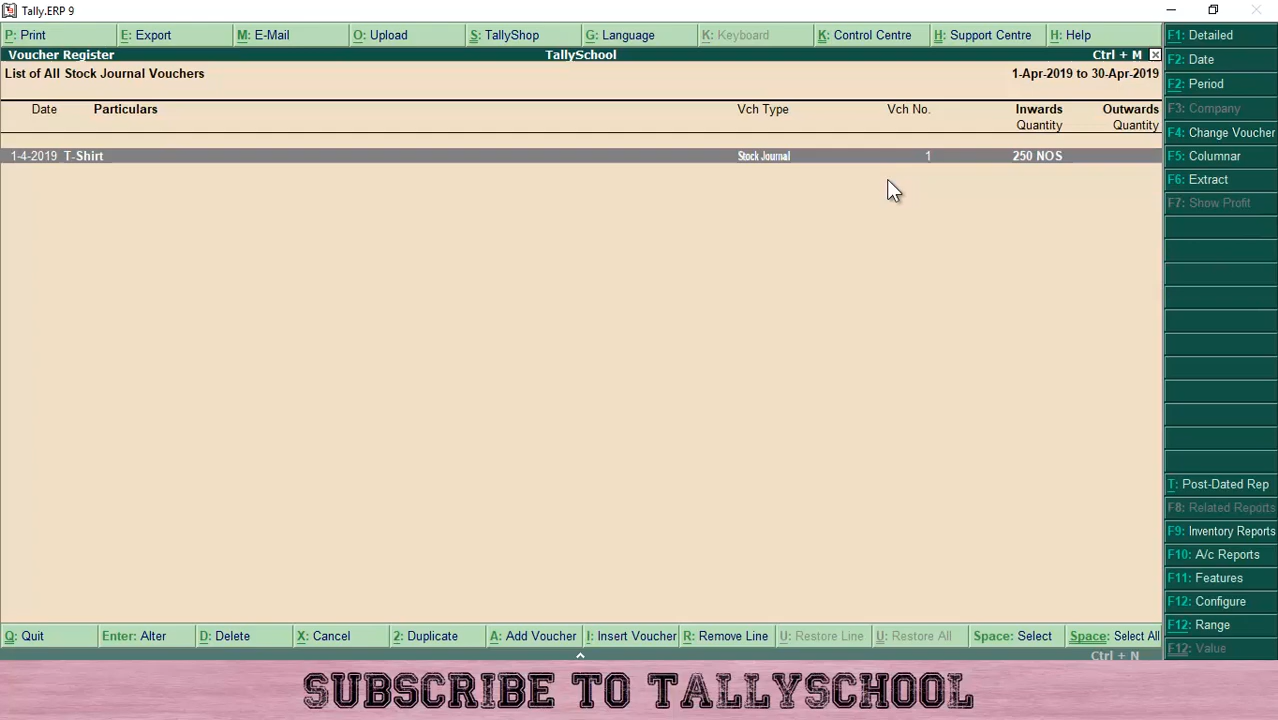 Tally.ERP 9
P: Print E: Export M: E-Mail O: Upload S: TallyShop G: Language K: Keyboard K: Control Centre H: Support Centre H: Help
Voucher Register TallySchool Ctrl + M
List of All Stock Journal Vouchers 1-Apr-2019 to 30-Apr-2019
Date Particulars Vch Type Vch No. Inwards Outwards
Quantity Quantity
1-4-2019 T-Shirt Stock Journal 1 250 NOS
F1: Detailed
F2: Date
F2: Period
F3: Company
F4: Change Voucher
F5: Columnar
F6: Extract
F7: Show Profit
T: Post-Dated Rep
F8: Related Reports
F9: Inventory Reports
F10: A/c Reports
F11: Features
F12: Configure
F12: Range
F12: Value
Q: Quit Enter: Alter D: Delete X: Cancel 2: Duplicate A: Add Voucher I: Insert Voucher R: Remove Line U: Restore Line U: Restore All Space: Select Space: Select All
Ctrl + N
SUBSCRIBE TO TALLYSCHOOL